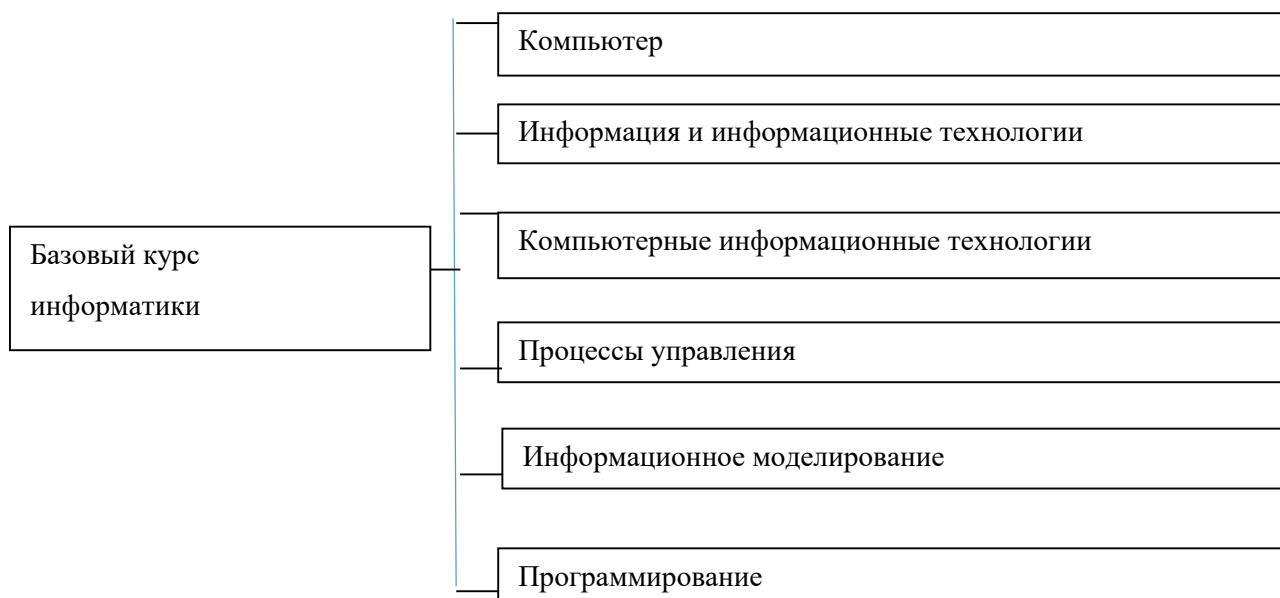 Компьютер
Информация и информационные технологии
Компьютерные информационные технологии
Базовый курс
информатики
Процессы управления
Информационное моделирование
Программирование